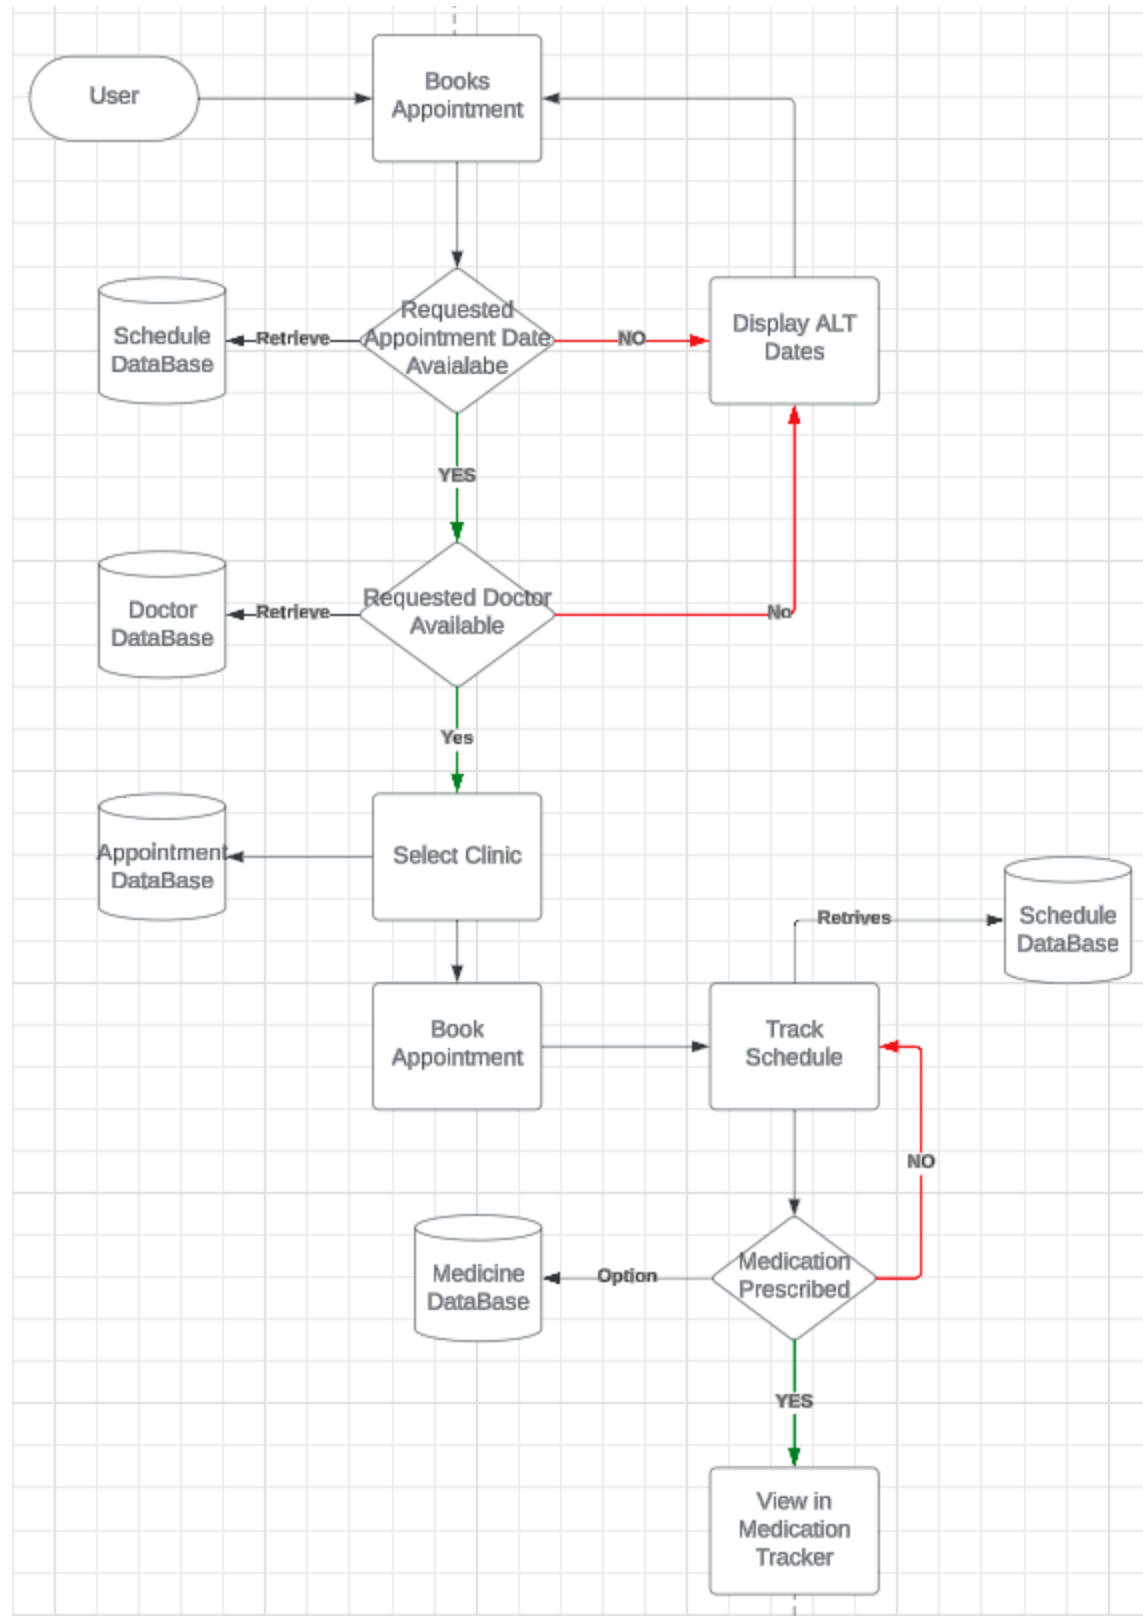 User
Books
Appointment
Schedule
DataBase
Retrieve
Requested
Appointment Date
Avaialabe
NO
Display ALT
Dates
YES
Doctor
DataBase
Retrieve
Requested Doctor
Available
No
Yes
Appointment
DataBase
Select Clinic
Retrives
Schedule
DataBase
Book
Appointment
Track
Schedule
NO
Medicine
DataBase
Option
Medication
Prescribed
YES
View in
Medication
Tracker